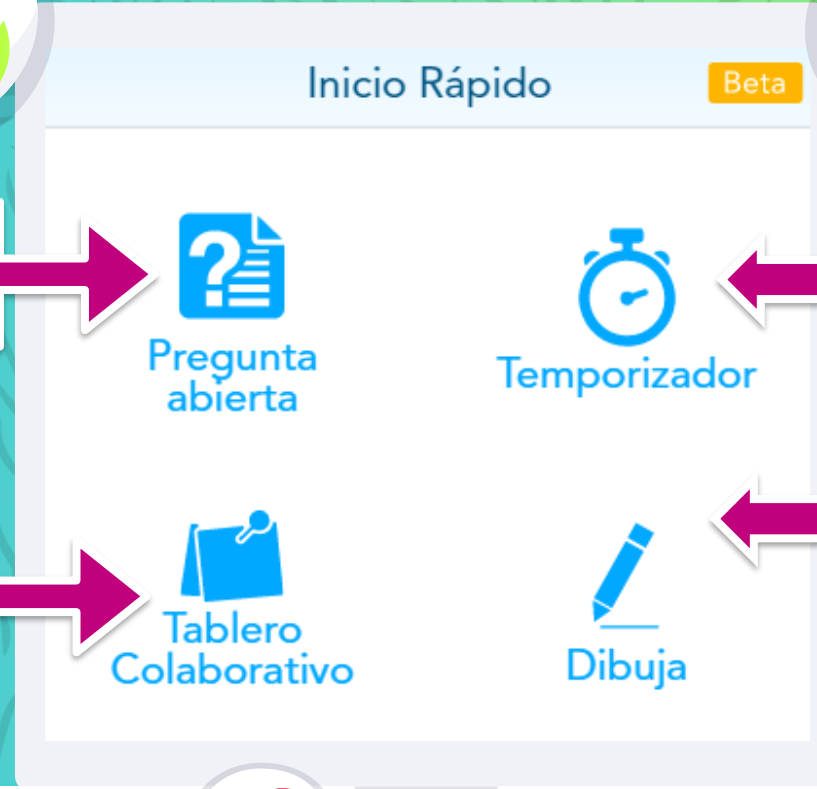 Inicio Rápido
Beta
Pregunta
abierta
Temporizador
Tablero
Colaborativo
Dibuja